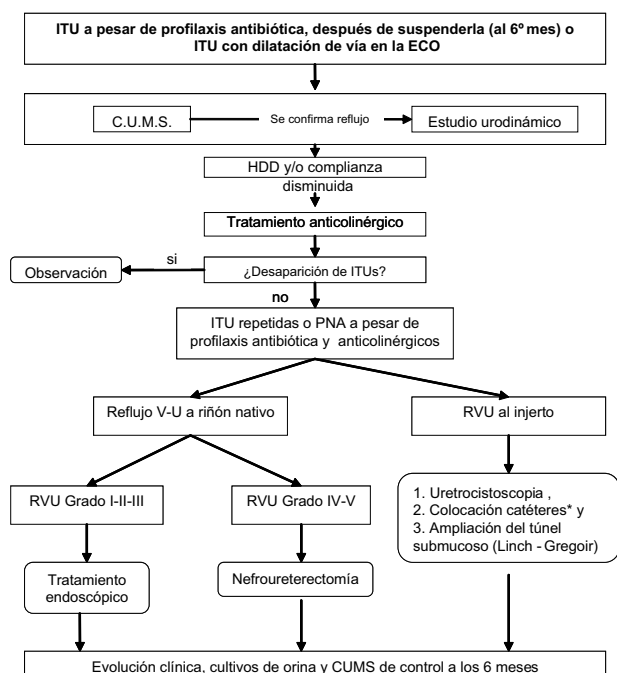 ITU a pesar de profilaxis antibiótica, después de suspenderla (al 6º mes) o
ITU con dilatación de vía en la ECO
C.U.M.S.
Se confirma reflujo
Estudio urodinámico
HDD y/o complianza
disminuida
Tratamiento anticolinérgico
¿Desaparición de ITUs?
si
Observación
no
ITU repetidas o PNA a pesar de
profilaxis antibiótica y anticolinérgicos
Reflujo V-U a riñón nativo
RVU al injerto
RVU Grado I-II-III
RVU Grado IV-V
1. Uretrocistoscopia ,
2. Colocación catéteres* y
3. Ampliación del túnel
submucoso (Linch - Gregoir)
Tratamiento
endoscópico
Nefroureterectomía
Evolución clínica, cultivos de orina y CUMS de control a los 6 meses